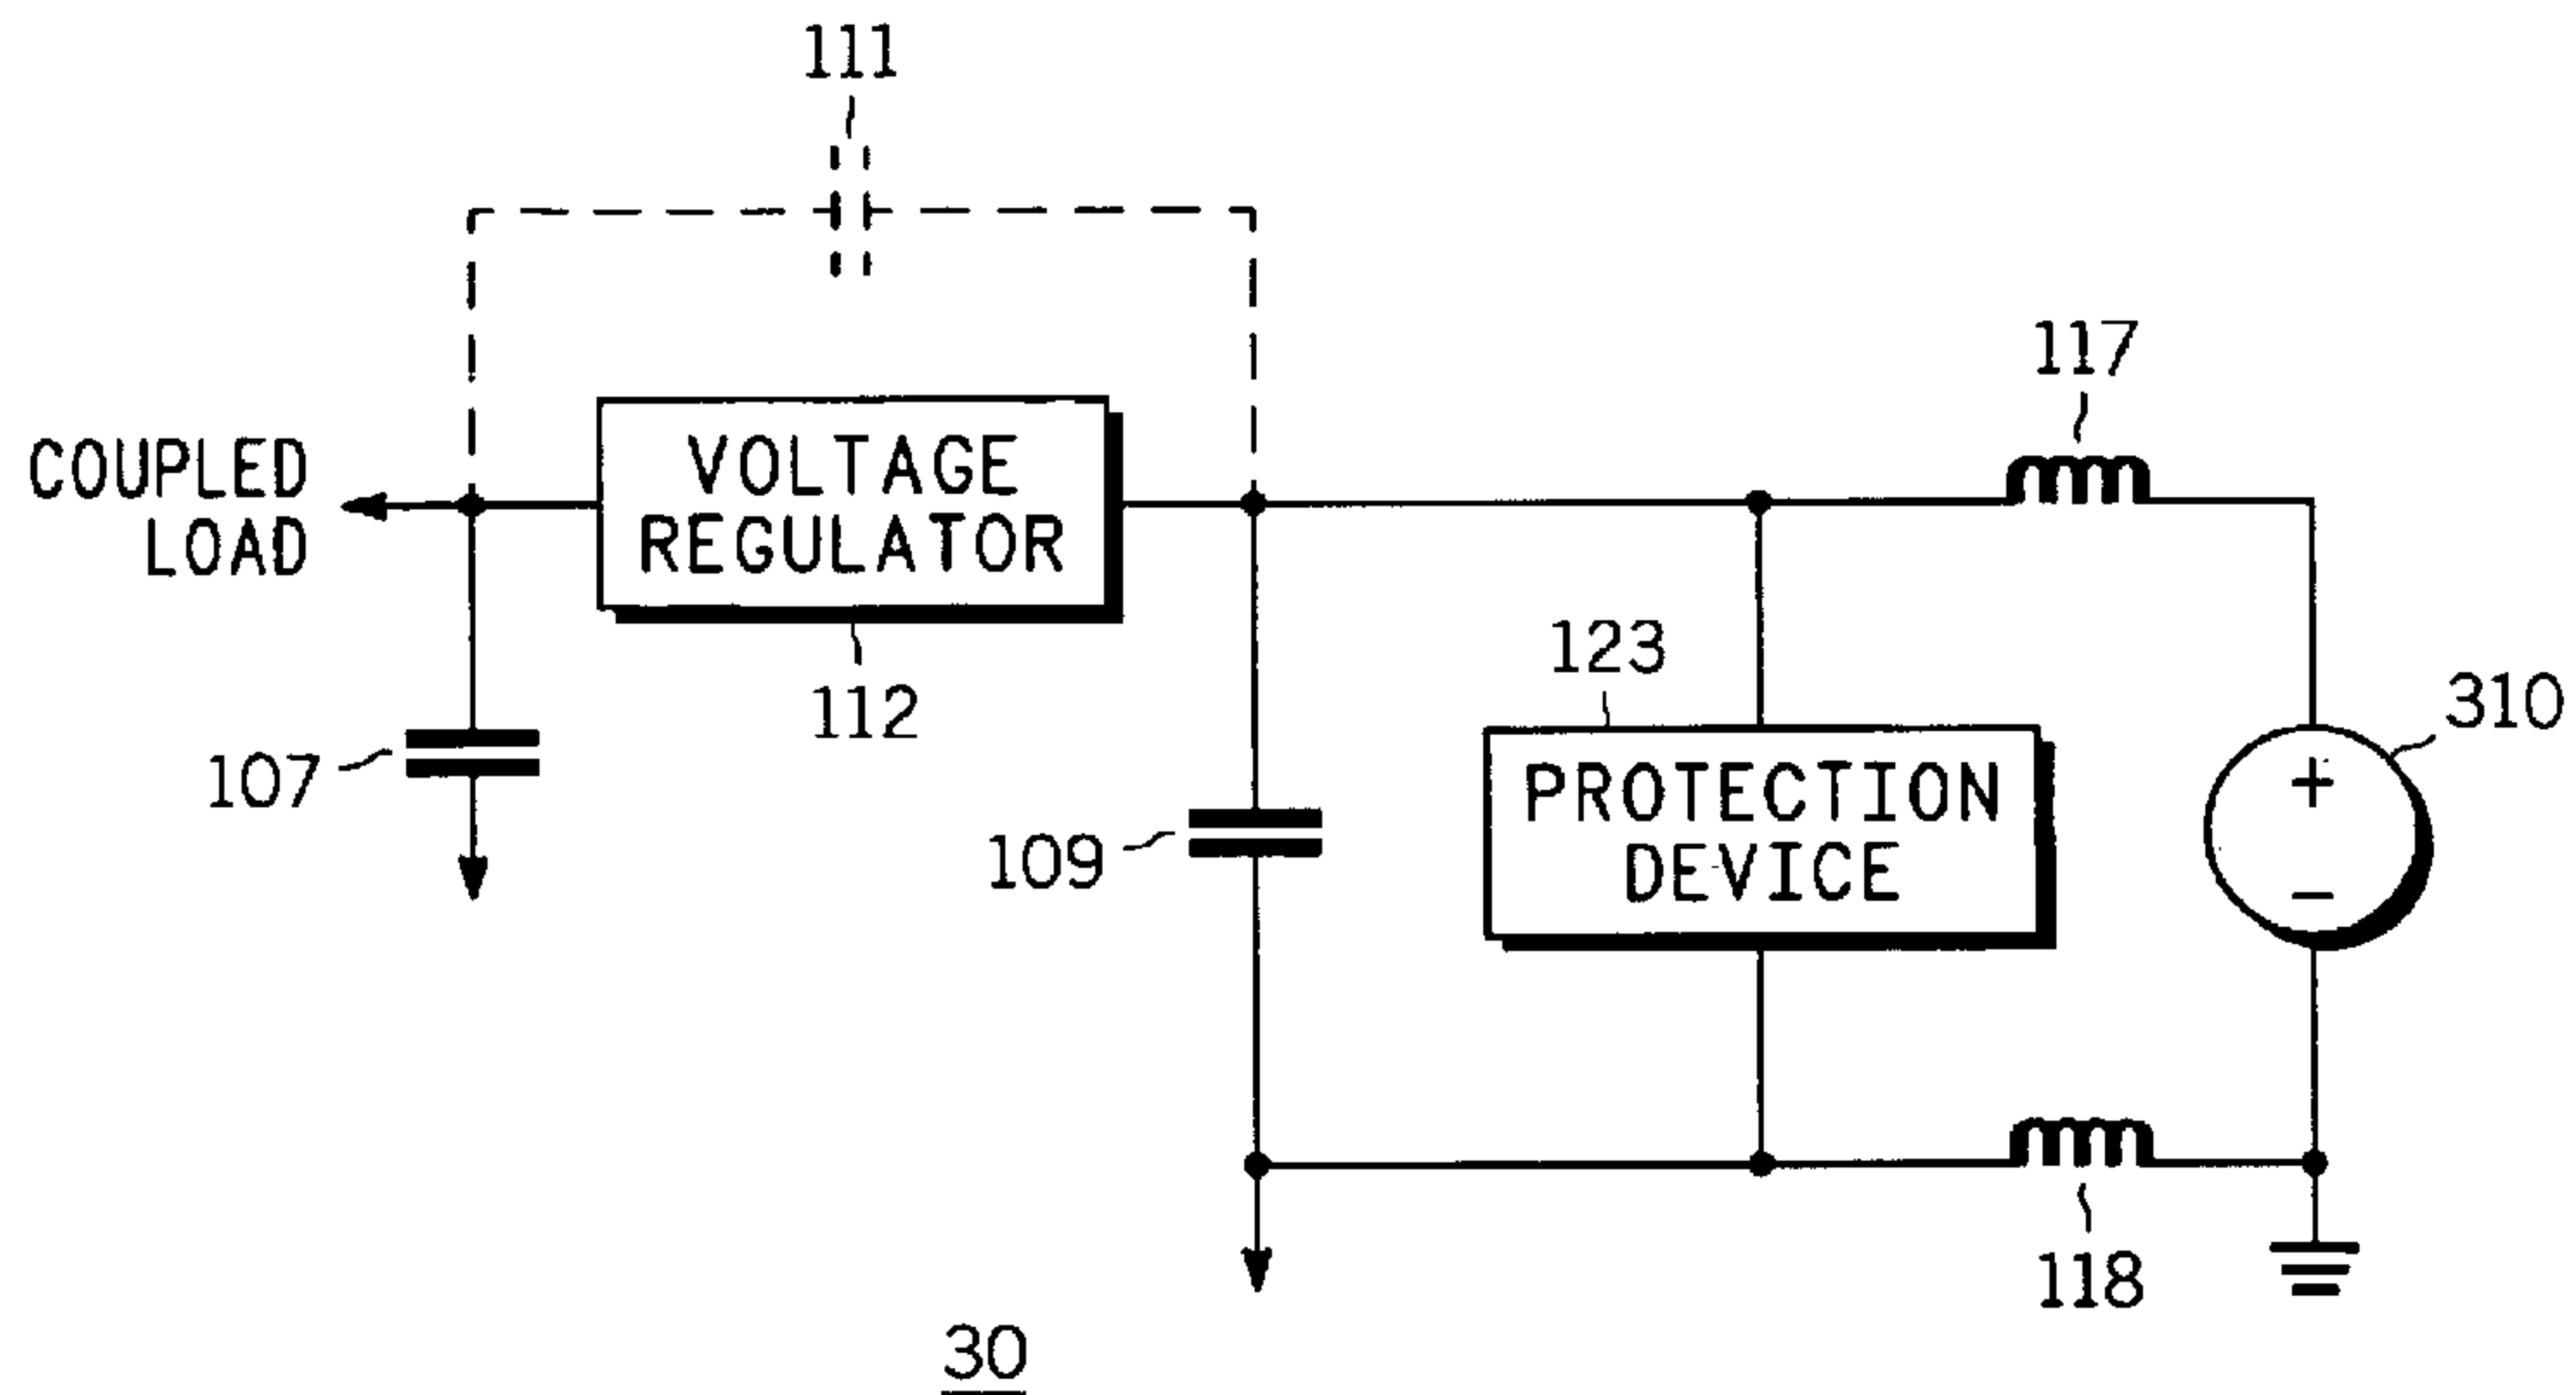 111
117
COUPLED
LOAD
VOLTAGE
REGULATOR
123
112
310
107
PROTECTION
DEVICE
+
−
109
118
30